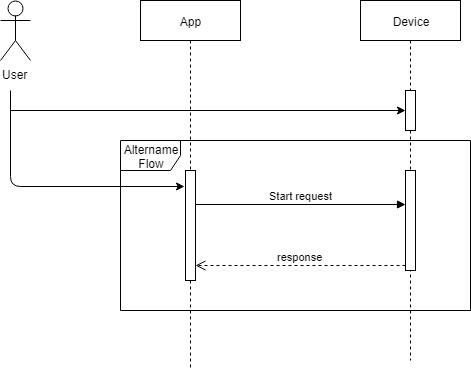 App
Device
User
Altername
Flow
Start request
response